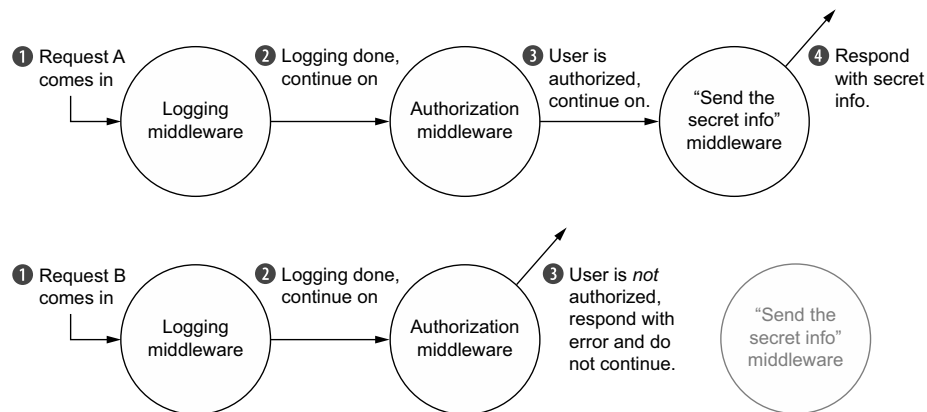 1 Request A
comes in
Logging
middleware
2 Logging done,
continue on
Authorization
middleware
3 User is
authorized,
continue on.
“Send the
secret info”
middleware
4 Respond
with secret
info.
1 Request B
comes in
Logging
middleware
2 Logging done,
continue on
Authorization
middleware
3 User is not
authorized,
respond with
error and do
not continue.
“Send the
secret info”
middleware